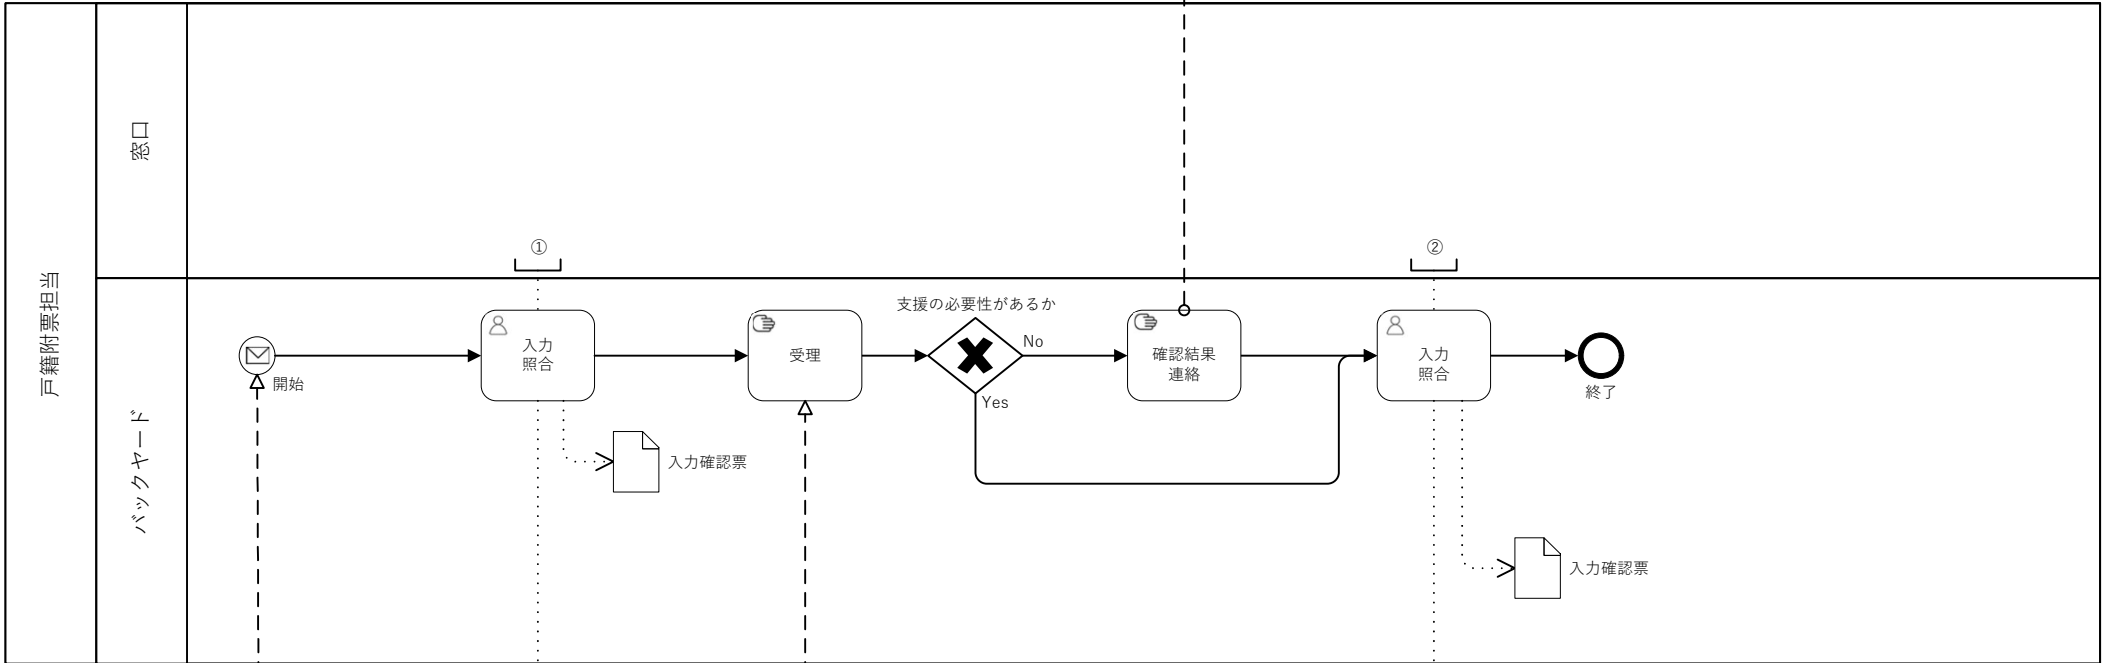 戸籍附票担当
窓口
バックヤード
①
②
開始
入力
照合
入力確認票
受理
支援の必要性があるか
No
Yes
確認結果
連絡
入力
照合
入力確認票
終了